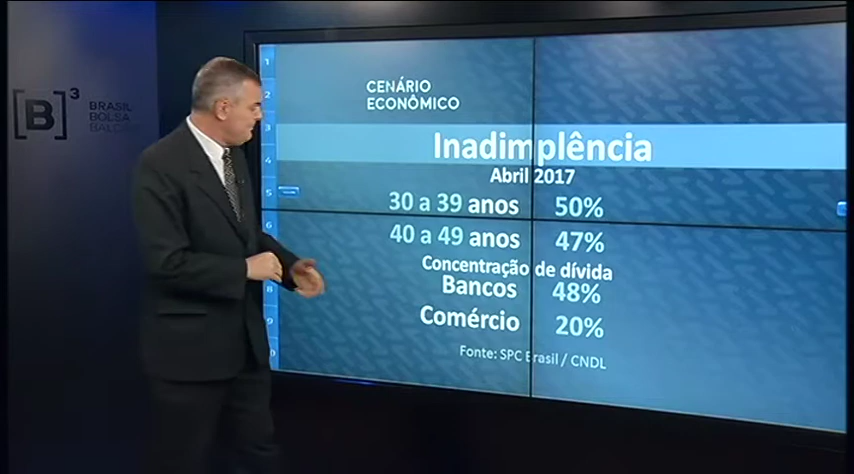 [B]³
BRASIL
BOLSA
BALCÃO
CENÁRIO
ECONÔMICO
Inadimplência
Abril 2017
30 a 39 anos 50%
40 a 49 anos 47%
Concentração de dívida
Bancos 48%
Comércio 20%
Fonte: SPC Brasil / CNDL
1
2
3
4
5
6
8
9